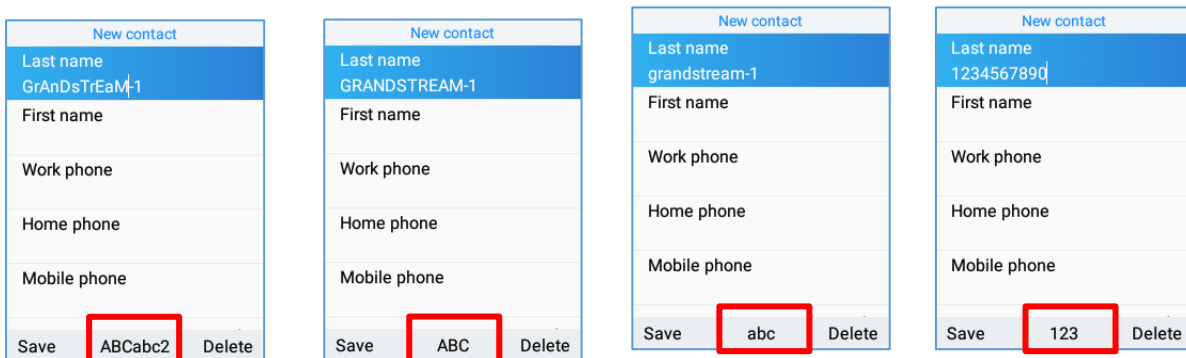 New contact
Last name
GrAnDsTrEaM-1
First name
Work phone
Home phone
Mobile phone
Save ABCabc2 Delete
New contact
Last name
GRANDSTREAM-1
First name
Work phone
Home phone
Mobile phone
Save ABC Delete
New contact
Last name
grandstream-1
First name
Work phone
Home phone
Mobile phone
Save abc Delete
New contact
Last name
1234567890
First name
Work phone
Home phone
Mobile phone
Save 123 Delete